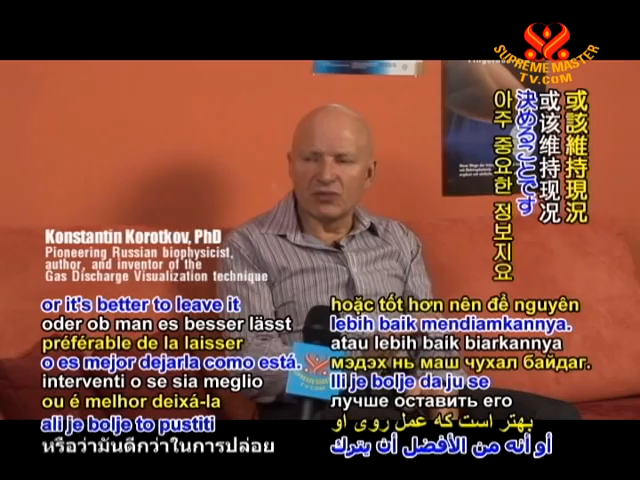 SUPREME MASTER
TV.COM
或該維持現況
或该维持现况
決めることです
아주 중요한 정보지요
Konstantin Korotkov, PhD
Pioneering Russian biophysicist,
author, and inventor of the
Gas Discharge Visualization technique
or it's better to leave it
oder ob man es besser lässt
préférable de la laisser
o es mejor dejarla como está.
interventi o se sia meglio
ou é melhor deixá-la
ali je bolje to pustiti
หรือว่ามันดีกว่าในการปล่อย
hoặc tốt hơn nên để nguyên
lebih baik mendiamkannya.
atau lebih baik biarkannya
мэдэх нь маш чухал байдаг.
Ili je bolje da ju se
лучше оставить его
بهتر است که عمل روی او
أو أنه من الأفضل أن يترك
SUPREME MASTER
TV.COM